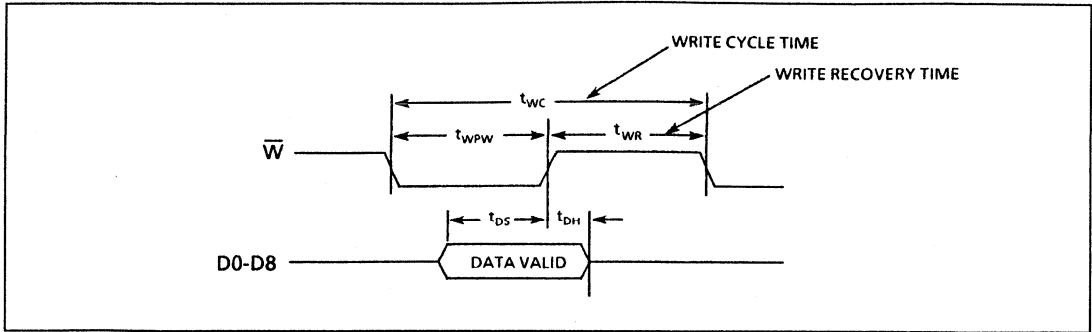 WRITE CYCLE TIME
WRITE RECOVERY TIME
tWC
tWPW
tWR
W̅
tDS
tDH
D0-D8
DATA VALID